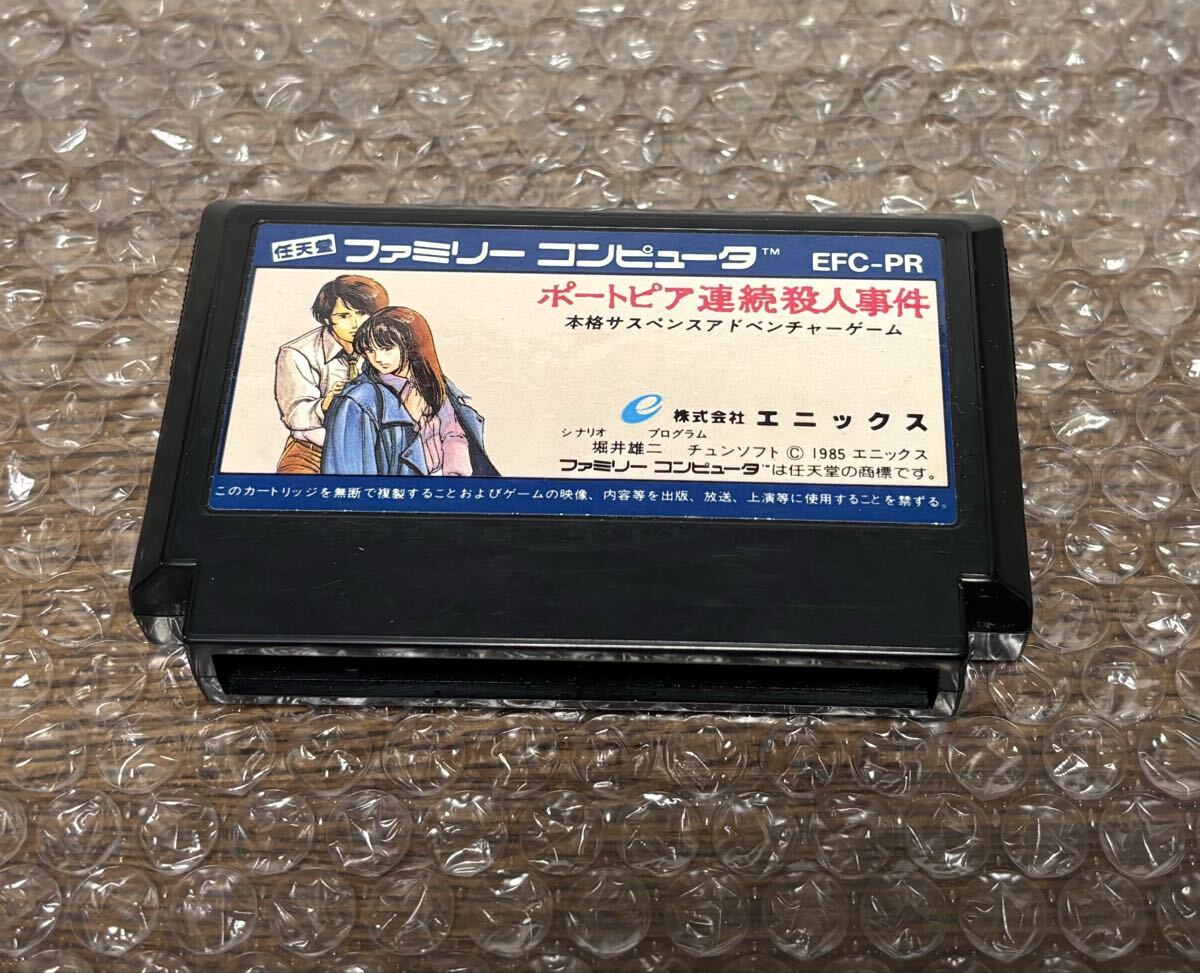 任天堂 ファミリー コンピュータ™ EFC-PR
ポートピア連続殺人事件
本格サスペンスアドベンチャーゲーム
e 株式会社 エニックス
シナリオ プログラム
堀井雄二 チュンソフト © 1985 エニックス
ファミリー コンピュータ™は任天堂の商標です。
このカートリッジを無断で複製することおよびゲームの映像、内容等を出版、放送、上演等に使用することを禁ずる。